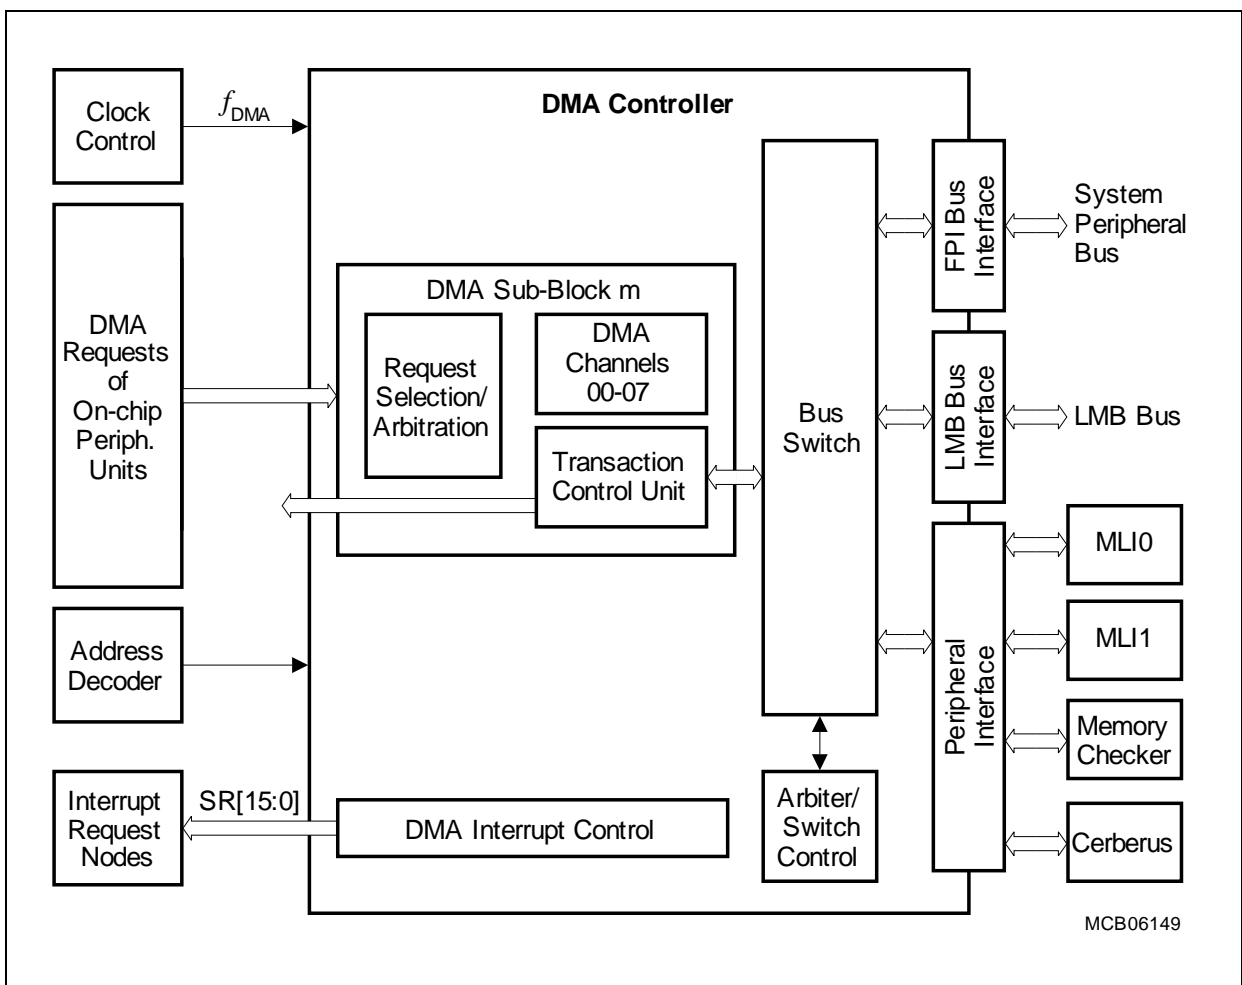 DMA Controller
Clock
Control
fDMA
DMA
Requests
of
On-chip
Periph.
Units
Address
Decoder
Interrupt
Request
Nodes
SR[15:0]
DMA Sub-Block m
Request
Selection/
Arbitration
DMA
Channels
00-07
Transaction
Control Unit
DMA Interrupt Control
Bus
Switch
Arbiter/
Switch
Control
FPI Bus
Interface
LMB Bus
Interface
Peripheral
Interface
System
Peripheral
Bus
LMB Bus
MLI0
MLI1
Memory
Checker
Cerberus
MCB06149